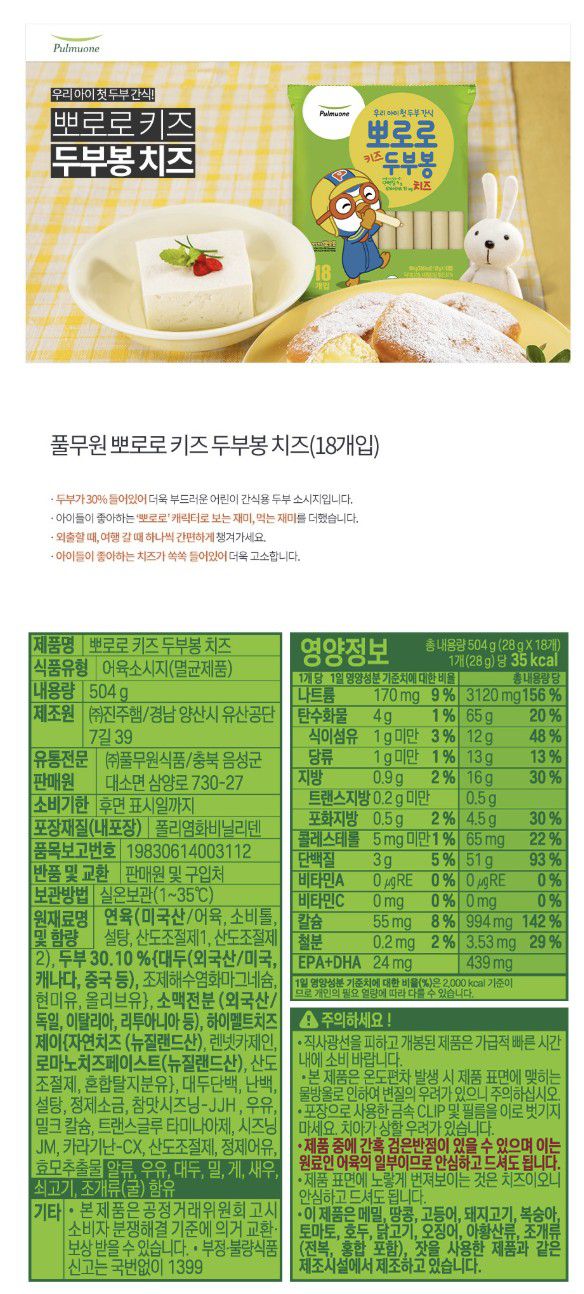 Pulmuone
우리 아이 첫 두부 간식!
뽀로로 키즈
두부봉 치즈
Pulmuone
우리 아이 첫 두부 간식
뽀로로
키즈 두부봉
치즈
18
개입
풀무원 뽀로로 키즈 두부봉 치즈(18개입)
· 두부가 30% 들어있어 더욱 부드러운 어린이 간식용 두부 소시지입니다.
· 아이들이 좋아하는 '뽀로로' 캐릭터로 보는 재미, 먹는 재미를 더했습니다.
· 외출할 때, 여행 갈 때 하나씩 간편하게 챙겨가세요.
· 아이들이 좋아하는 치즈가 쏙쏙 들어있어 더욱 고소합니다.
제품명 뽀로로 키즈 두부봉 치즈
식품유형 어육소시지(멸균제품)
내용량 504 g
제조원 ㈜진주햄/경남 양산시 유산공단
7길 39
유통전문 ㈜풀무원식품/충북 음성군
판매원 대소면 삼양로 730-27
소비기한 후면 표시일까지
포장재질(내포장) 폴리염화비닐리덴
품목보고번호 19830614003112
반품 및 교환 판매원 및 구입처
보관방법 실온보관(1~35℃)
원재료명 연육(미국산/어육, 소비톨,
및 함량 설탕, 산도조절제1, 산도조절제
2), 두부 30.10 %{대두(외국산/미국,
캐나다, 중국 등), 조제해수염화마그네슘,
현미유, 올리브유}, 소맥전분 (외국산/
독일, 이탈리아, 리투아니아 등), 하이멜트치즈
제이{자연치즈 (뉴질랜드산), 렌넷카제인,
로마노치즈페이스트(뉴질랜드산), 산도
조절제, 혼합탈지분유}, 대두단백, 난백,
설탕, 정제소금, 참맛시즈닝-JJH, 우유,
밀크 칼슘, 트랜스글루 타미나아제, 시즈닝
JM, 카라기난-CX, 산도조절제, 정제어유,
효모추출물 알류, 우유, 대두, 밀, 게, 새우,
쇠고기, 조개류(굴) 함유
기타 • 본 제품은 공정거래위원회 고시
소비자 분쟁해결 기준에 의거 교환·
보상 받을 수 있습니다. • 부정·불량식품
신고는 국번없이 1399
영양정보 총 내용량 504 g (28 g X 18개)
1개 (28 g) 당 35 kcal
1개 당 1일 영양성분 기준치에 대한 비율 총 내용량 당
나트륨 170 mg 9 % 3120 mg 156 %
탄수화물 4 g 1 % 65 g 20 %
식이섬유 1 g 미만 3 % 12 g 48 %
당류 1 g 미만 1 % 13 g 13 %
지방 0.9 g 2 % 16 g 30 %
트랜스지방 0.2 g 미만 0.5 g
포화지방 0.5 g 2 % 4.5 g 30 %
콜레스테롤 5 mg 미만 1 % 65 mg 22 %
단백질 3 g 5 % 51 g 93 %
비타민A 0 ㎍RE 0 % 0 ㎍RE 0 %
비타민C 0 mg 0 % 0 mg 0 %
칼슘 55 mg 8 % 994 mg 142 %
철분 0.2 mg 2 % 3.53 mg 29 %
EPA+DHA 24 mg 439 mg
1일 영양성분 기준치에 대한 비율(%)은 2,000 kcal 기준이
므로 개인의 필요 열량에 따라 다를 수 있습니다.
주의하세요!
• 직사광선을 피하고 개봉된 제품은 가급적 빠른 시간
내에 소비 바랍니다.
• 본 제품은 온도편차 발생 시 제품 표면에 맺히는
물방울로 인하여 변질의 우려가 있으니 주의하십시오.
• 포장으로 사용한 금속 CLIP 및 필름을 이로 벗기지
마세요. 치아가 상할 우려가 있습니다.
• 제품 중에 간혹 검은반점이 있을 수 있으며 이는
원료인 어육의 일부이므로 안심하고 드셔도 됩니다.
• 제품 표면에 노랗게 번져보이는 것은 치즈이오니
안심하고 드셔도 됩니다.
• 이 제품은 메밀, 땅콩, 고등어, 돼지고기, 복숭아,
토마토, 호두, 닭고기, 오징어, 아황산류, 조개류
(전복, 홍합 포함), 잣을 사용한 제품과 같은
제조시설에서 제조하고 있습니다.